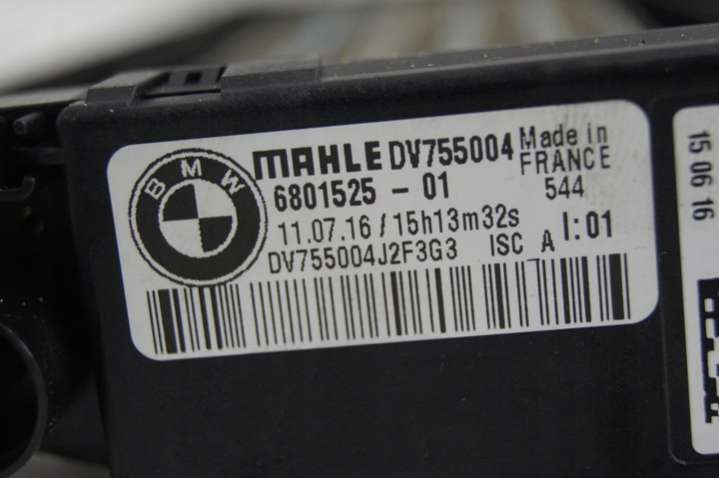 BMW
MAHLE DV755004 Made in
FRANCE
6801525 - 01 544
11.07.16 / 15h13m32s I:01
DV755004J2F3G3 ISC A
15 06 16